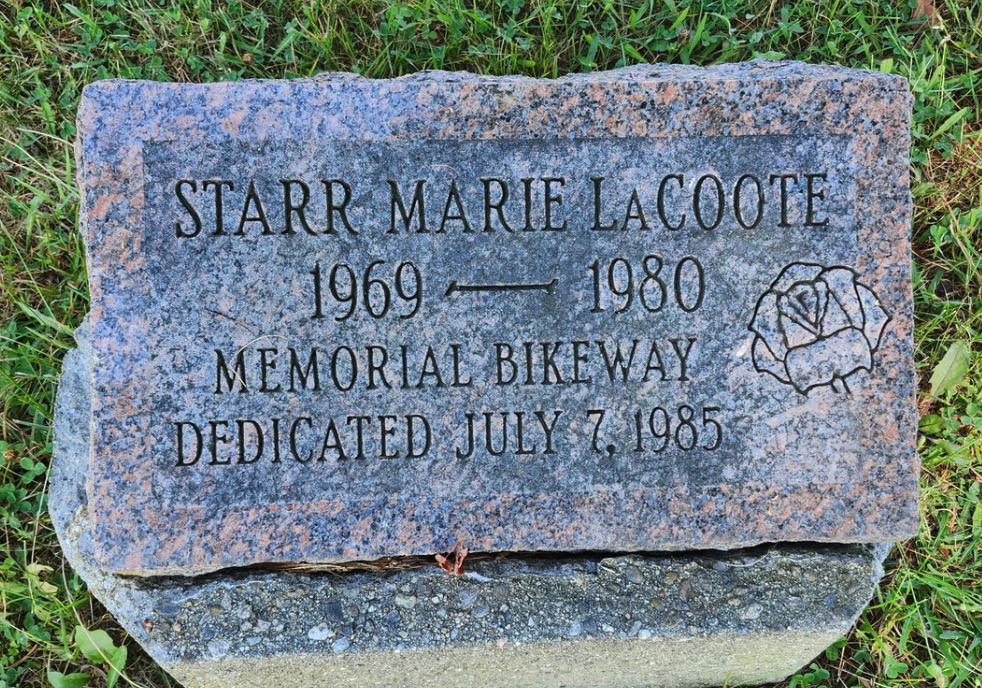 STARR MARIE LACOOTE
1969 — 1980
MEMORIAL BIKEWAY
DEDICATED JULY 7, 1985